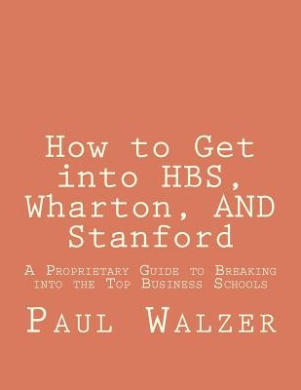 How to Get
into HBS,
Wharton, AND
Stanford
A Proprietary Guide to Breaking
into the Top Business Schools
Paul Walzer